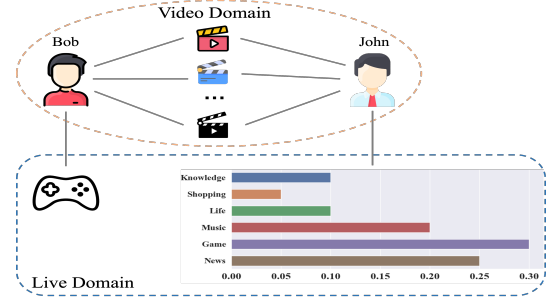 Video Domain
Bob
John
...
Knowledge
Shopping
Life
Music
Game
News
0.00 0.05 0.10 0.15 0.20 0.25 0.30
Live Domain